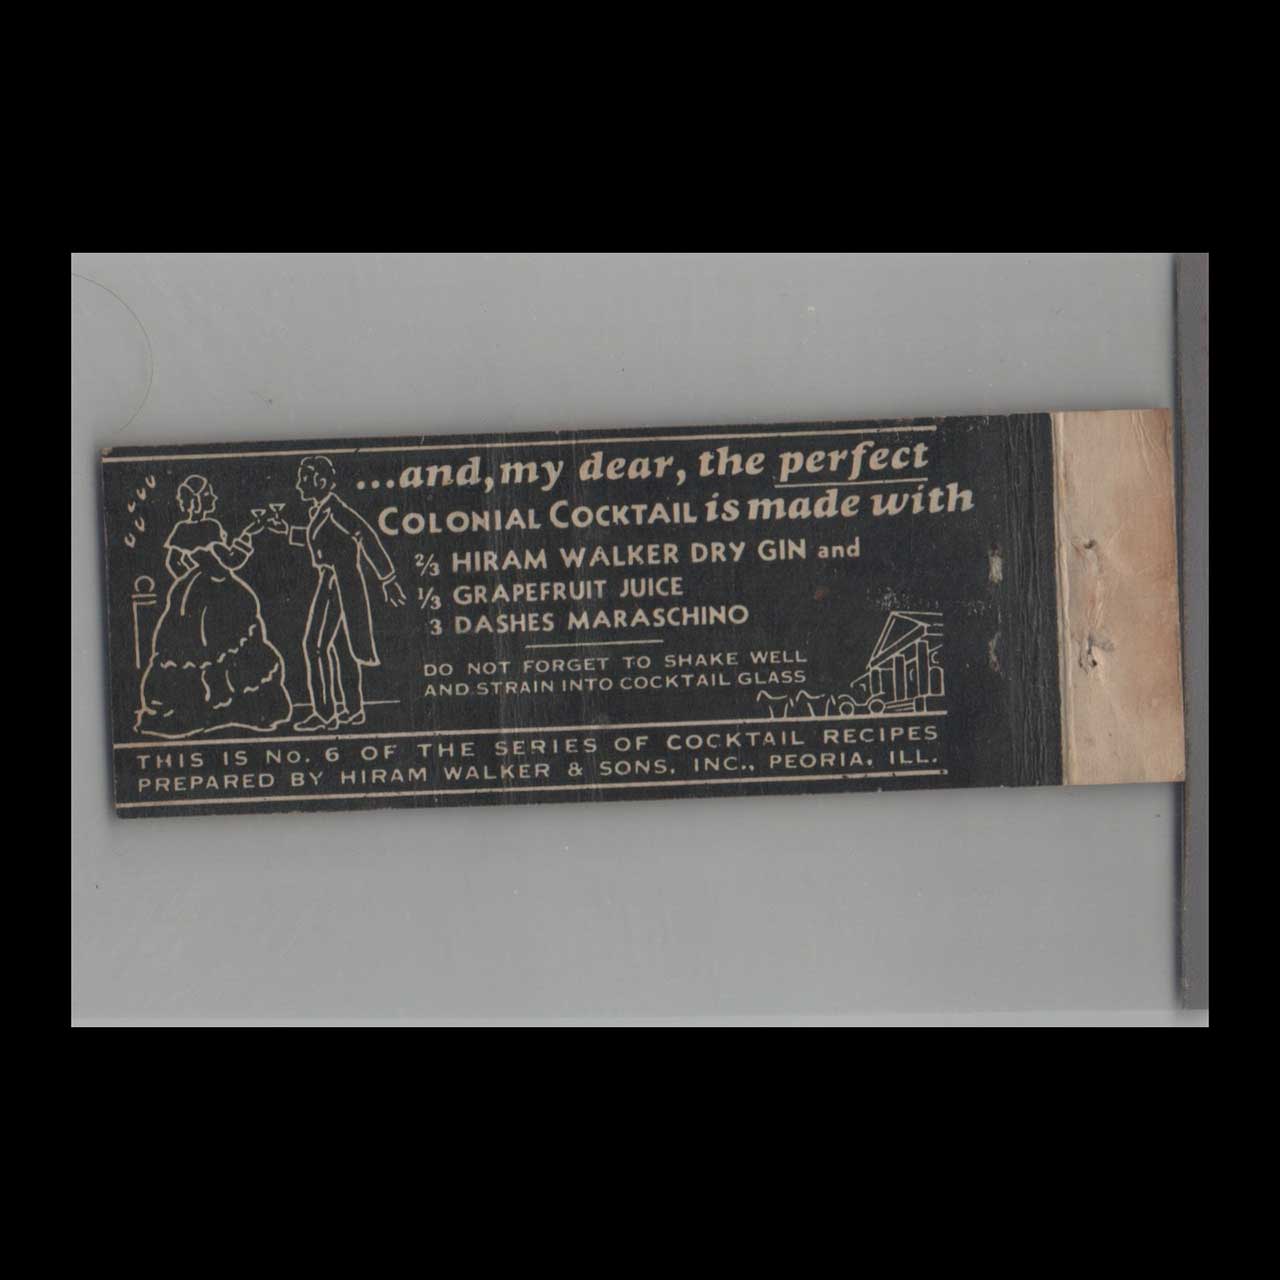 ...and, my dear, the perfect
COLONIAL COCKTAIL is made with
2/3 HIRAM WALKER DRY GIN and
1/3 GRAPEFRUIT JUICE
3 DASHES MARASCHINO
DO NOT FORGET TO SHAKE WELL
AND STRAIN INTO COCKTAIL GLASS
THIS IS No. 6 OF THE SERIES OF COCKTAIL RECIPES
PREPARED BY HIRAM WALKER & SONS, INC., PEORIA, ILL.